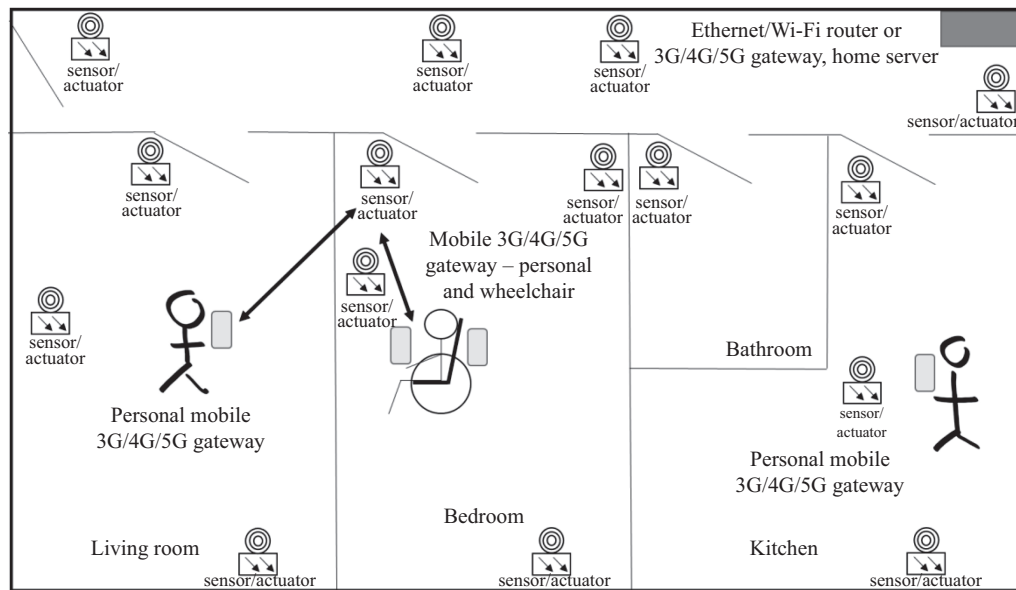 Ethernet/Wi-Fi router or
3G/4G/5G gateway, home server
sensor/
actuator
sensor/
actuator
sensor/
actuator
sensor/actuator
sensor/
actuator
sensor/
actuator
sensor/
actuator
sensor/
actuator
sensor/
actuator
Mobile 3G/4G/5G
gateway – personal
and wheelchair
sensor/
actuator
sensor/
actuator
Bathroom
sensor/
actuator
Personal mobile
3G/4G/5G gateway
Personal mobile
3G/4G/5G gateway
Living room
Bedroom
Kitchen
sensor/actuator
sensor/actuator
sensor/actuator